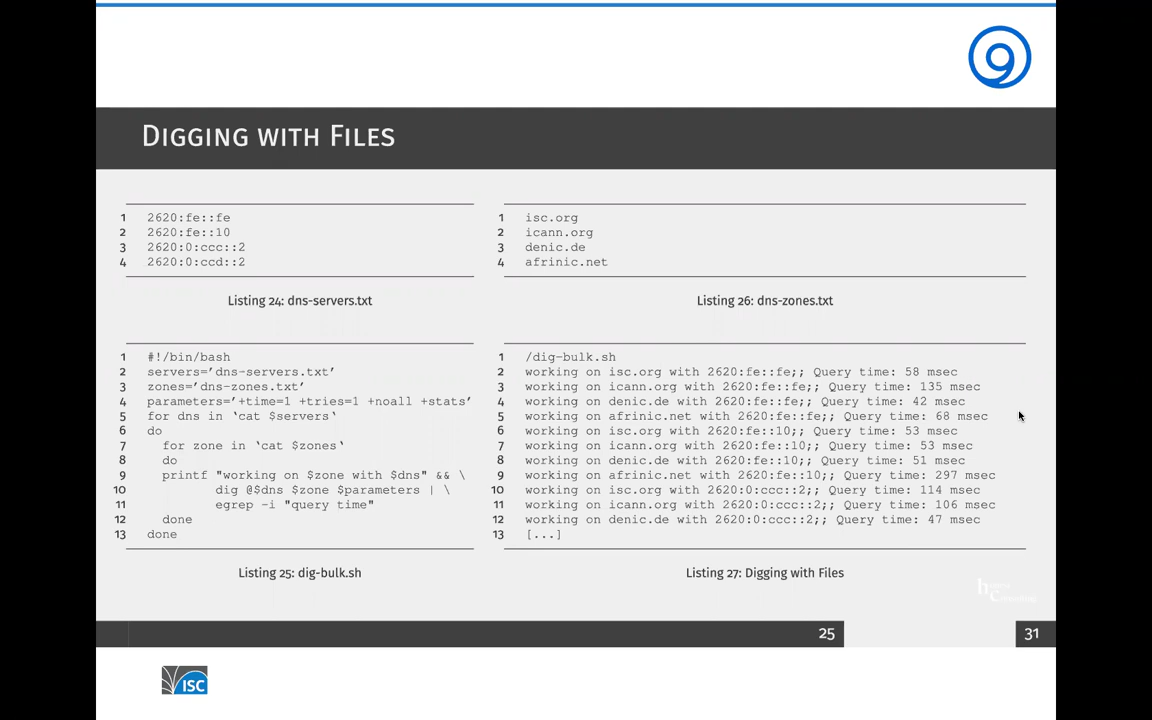 Digging with Files
1 2620:fe::fe
2 2620:fe::10
3 2620:0:ccc::2
4 2620:0:ccd::2
Listing 24: dns-servers.txt
1 isc.org
2 icann.org
3 denic.de
4 afrinic.net
Listing 26: dns-zones.txt
1 #!/bin/bash
2 servers='dns-servers.txt'
3 zones='dns-zones.txt'
4 parameters='+time=1 +tries=1 +noall +stats'
5 for dns in `cat $servers`
6 do
7 for zone in `cat $zones`
8 do
9 printf "working on $zone with $dns" && \
10 dig @$dns $zone $parameters | \
11 egrep -i "query time"
12 done
13 done
Listing 25: dig-bulk.sh
1 /dig-bulk.sh
2 working on isc.org with 2620:fe::fe;; Query time: 58 msec
3 working on icann.org with 2620:fe::fe;; Query time: 135 msec
4 working on denic.de with 2620:fe::fe;; Query time: 42 msec
5 working on afrinic.net with 2620:fe::fe;; Query time: 68 msec
6 working on isc.org with 2620:fe::10;; Query time: 53 msec
7 working on icann.org with 2620:fe::10;; Query time: 53 msec
8 working on denic.de with 2620:fe::10;; Query time: 51 msec
9 working on afrinic.net with 2620:fe::10;; Query time: 297 msec
10 working on isc.org with 2620:0:ccc::2;; Query time: 114 msec
11 working on icann.org with 2620:0:ccc::2;; Query time: 106 msec
12 working on denic.de with 2620:0:ccc::2;; Query time: 47 msec
13 [...]
Listing 27: Digging with Files
25
31
ISC